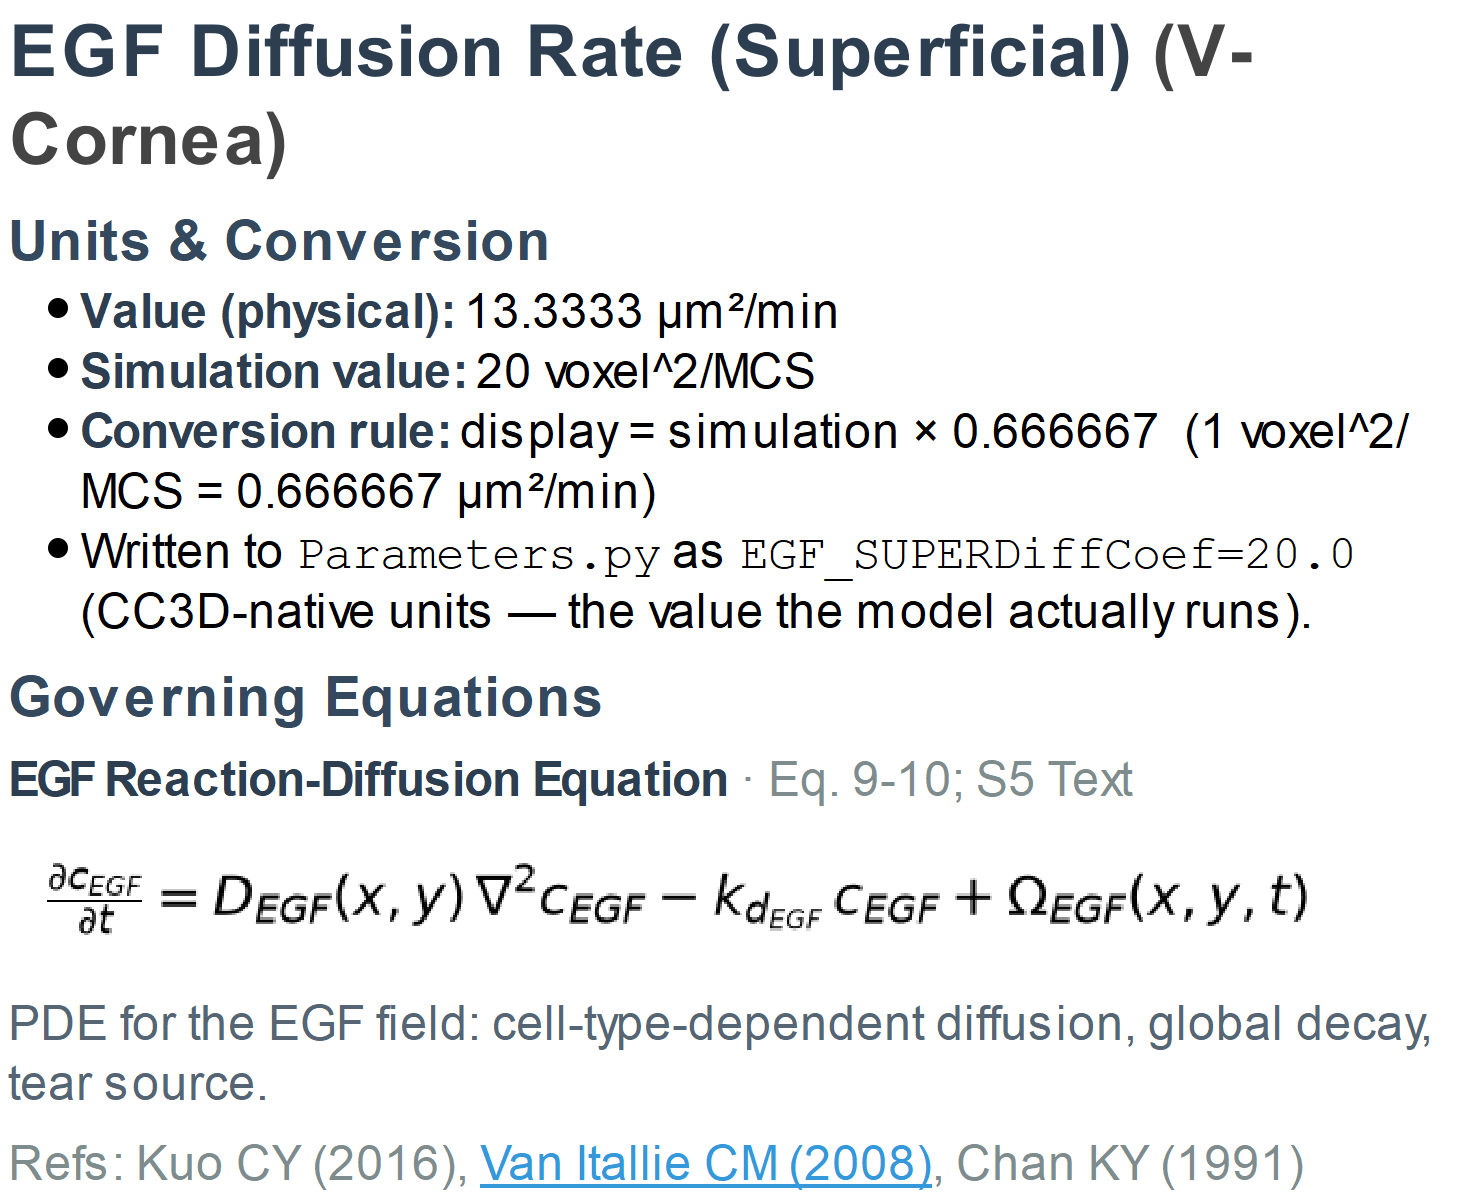 EGF Diffusion Rate (Superficial) (V-
Cornea)
Units & Conversion
● Value (physical): 13.3333 µm²/min
● Simulation value: 20 voxel^2/MCS
● Conversion rule: display = simulation × 0.666667 (1 voxel^2/
MCS = 0.666667 µm²/min)
● Written to Parameters.py as EGF_SUPERDiffCoef=20.0
(CC3D-native units — the value the model actually runs).
Governing Equations
EGF Reaction-Diffusion Equation · Eq. 9-10; S5 Text
∂c_EGF/∂t = D_EGF(x, y) ∇²c_EGF − k_{d_EGF} c_EGF + Ω_EGF(x, y, t)
PDE for the EGF field: cell-type-dependent diffusion, global decay,
tear source.
Refs: Kuo CY (2016), Van Itallie CM (2008), Chan KY (1991)